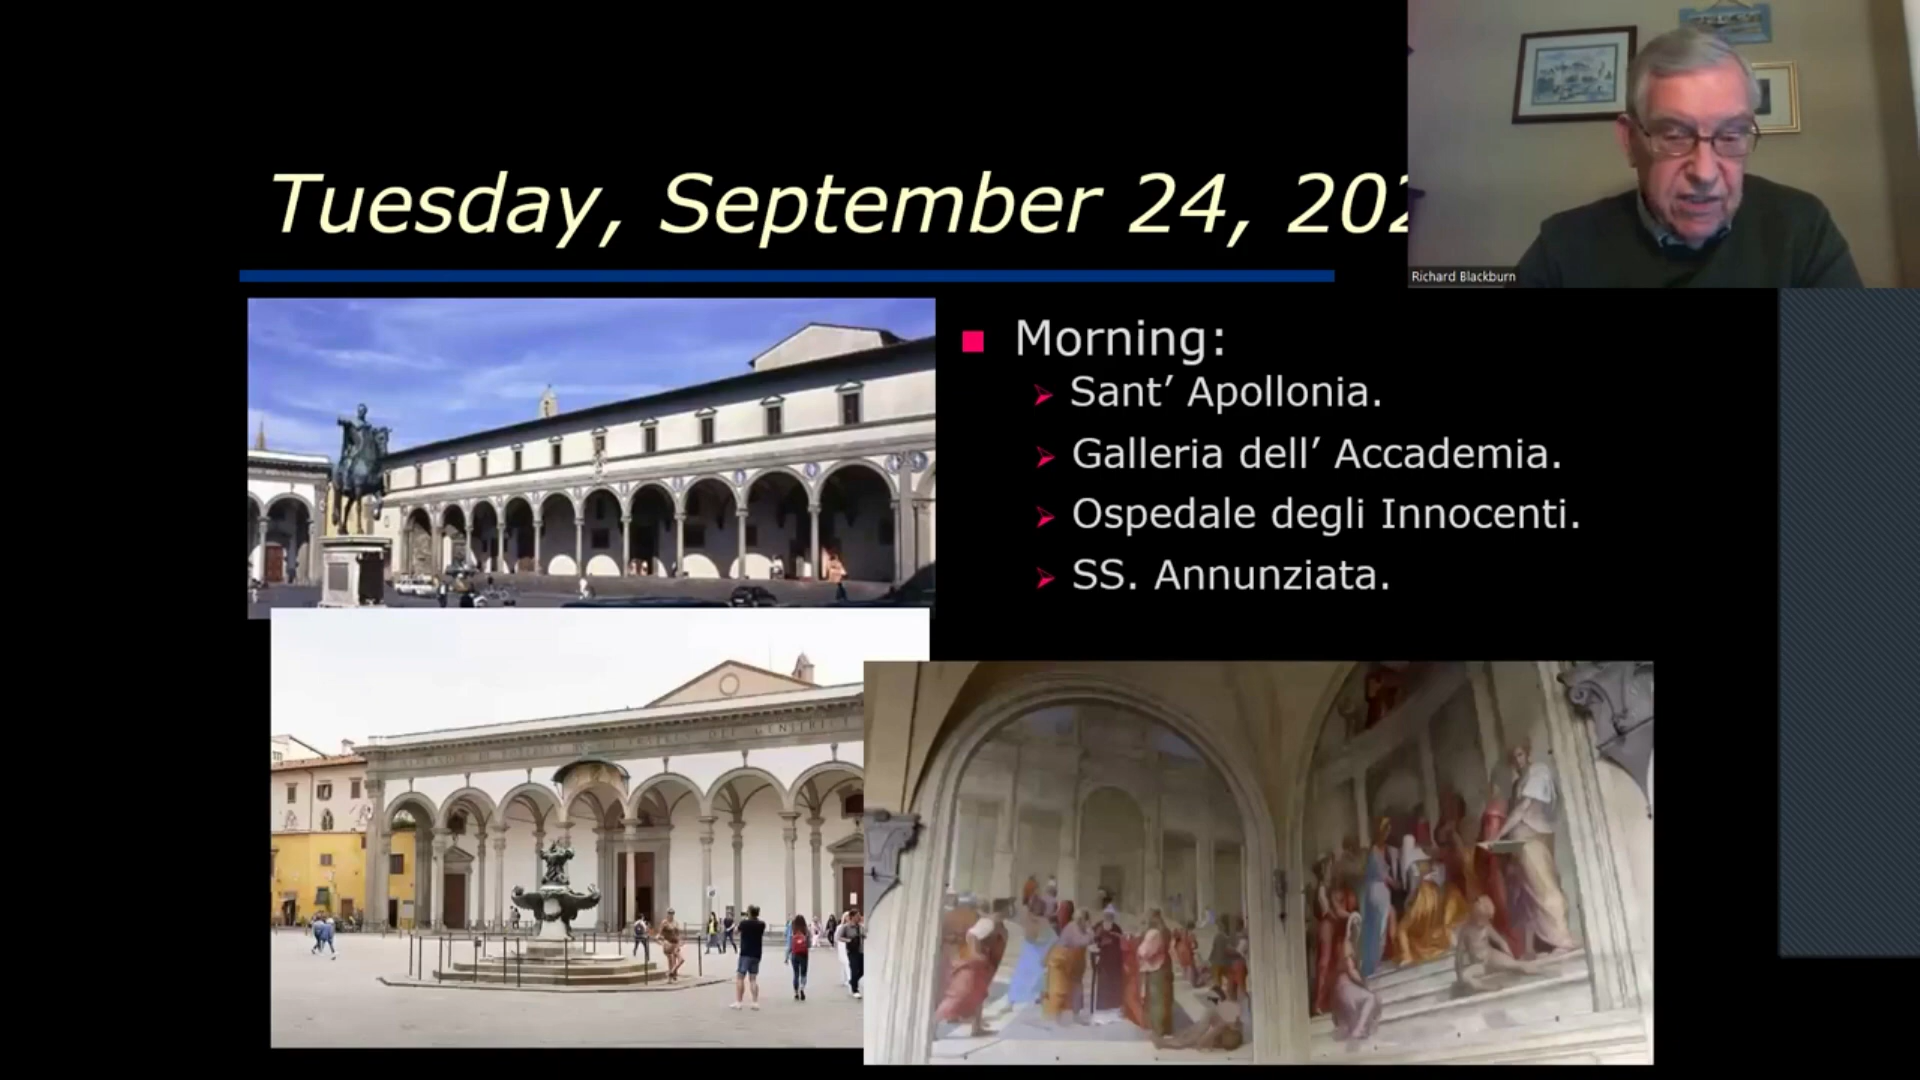 Tuesday, September 24, 202
Richard Blackburn
Morning:
Sant’ Apollonia.
Galleria dell’ Accademia.
Ospedale degli Innocenti.
SS. Annunziata.